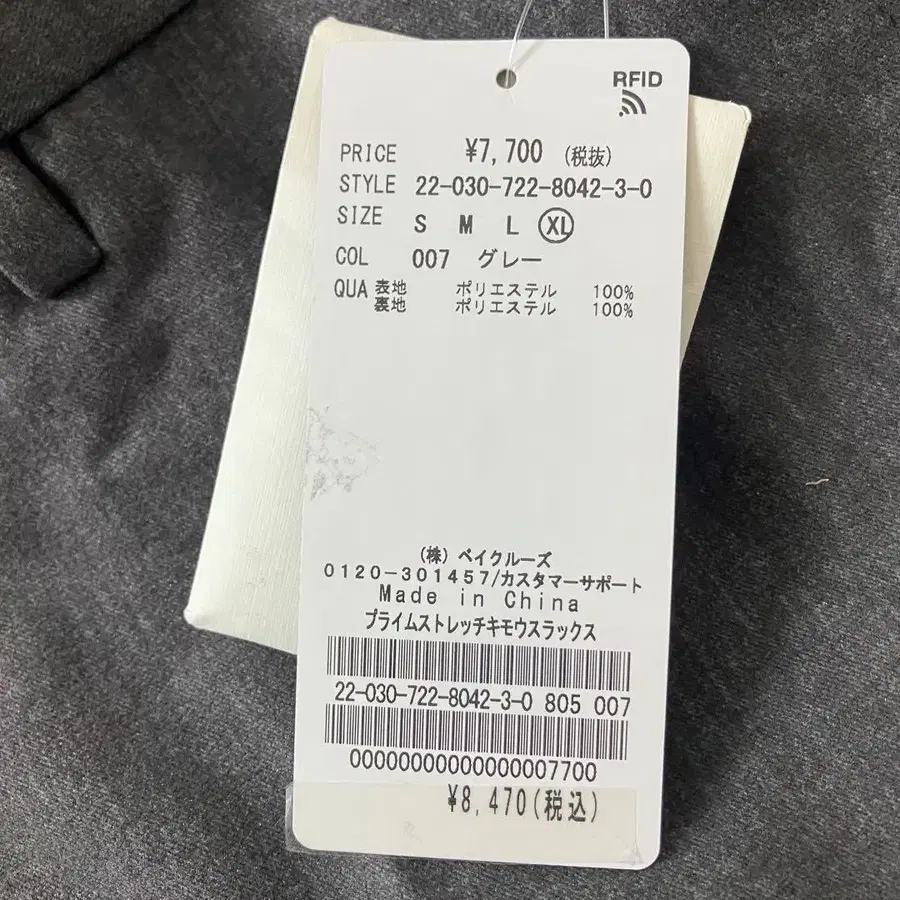 RFID
PRICE ¥7,700 (税抜)
STYLE 22-030-722-8042-3-0
SIZE S M L XL
COL 007 グレー
QUA 表地 ポリエステル 100%
裏地 ポリエステル 100%
(株) ベイクルーズ
0120-301457/カスタマーサポート
Made in China
プライムストレッチキモウスラックス
22-030-722-8042-3-0 805 007
00000000000000007700
¥8,470(税込)